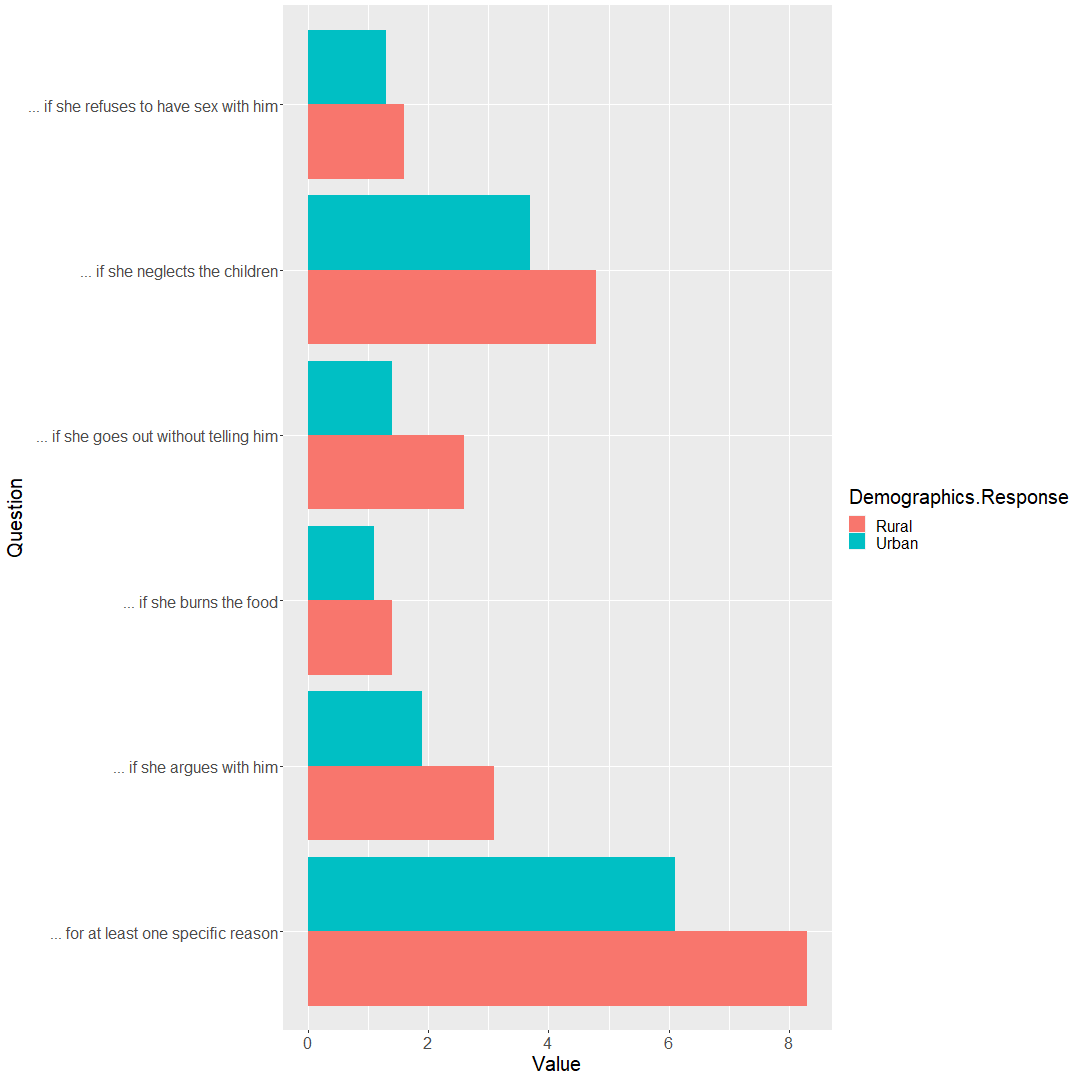 ... if she refuses to have sex with him
... if she neglects the children
... if she goes out without telling him
... if she burns the food
... if she argues with him
... for at least one specific reason
Question
0 2 4 6 8
Value
Demographics.Response
Rural
Urban